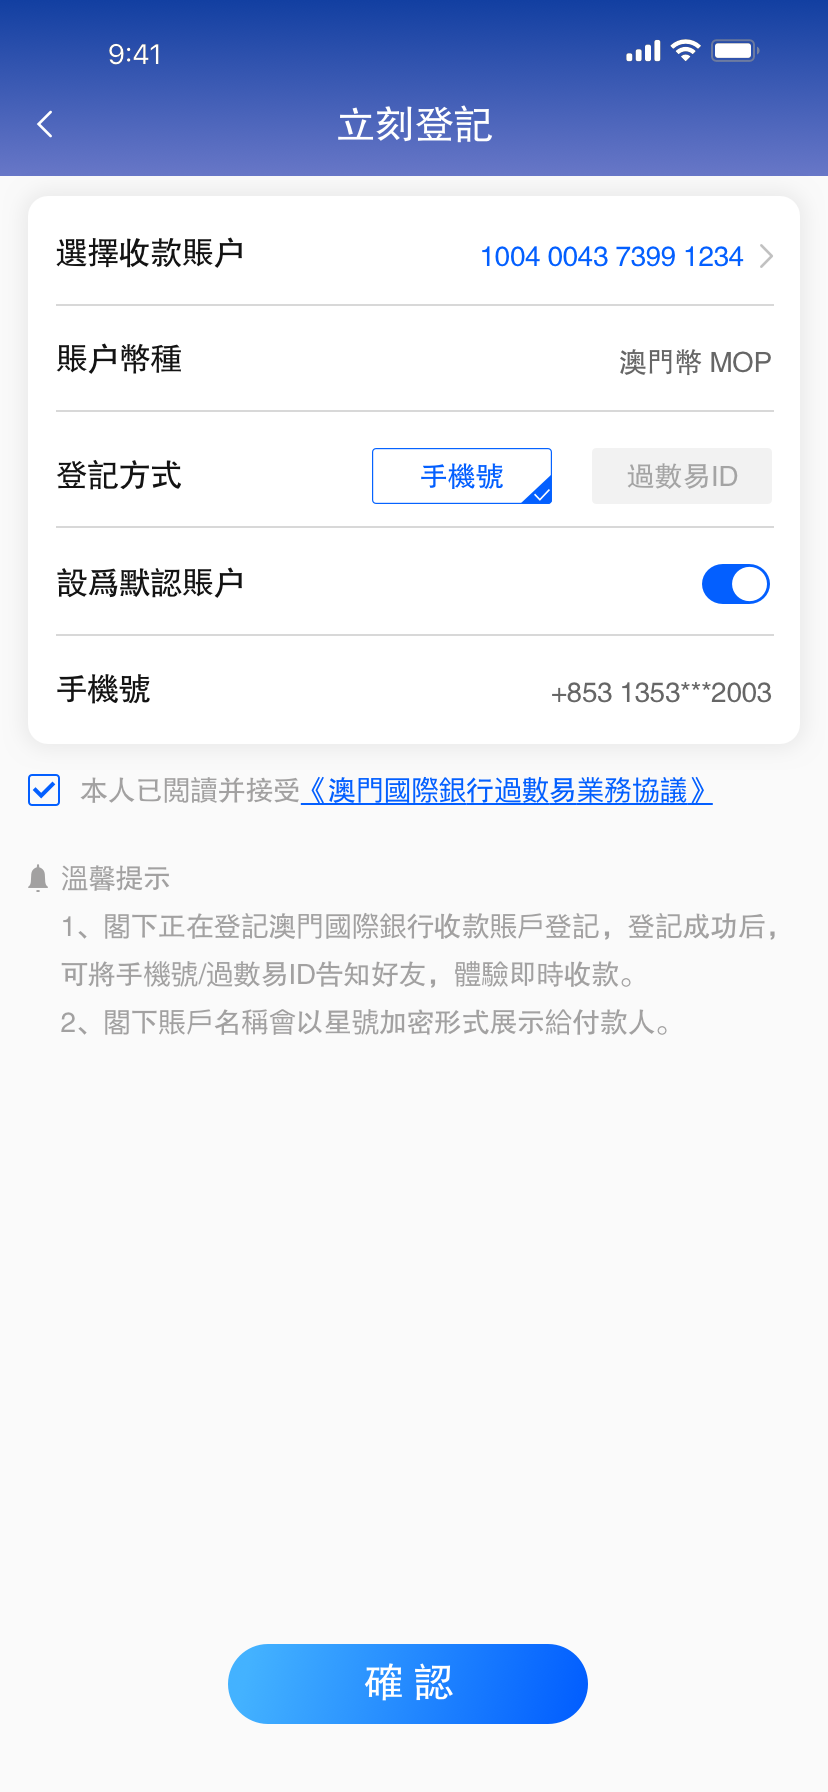 9:41
立刻登記
選擇收款賬户 1004 0043 7399 1234
賬户幣種 澳門幣 MOP
登記方式 手機號 過數易ID
設爲默認賬户
手機號 +853 1353***2003
本人已閲讀并接受《澳門國際銀行過數易業務協議》
溫馨提示
1、閣下正在登記澳門國際銀行收款賬戶登記，登記成功后，
可將手機號/過數易ID告知好友，體驗即時收款。
2、閣下賬戶名稱會以星號加密形式展示給付款人。
確 認